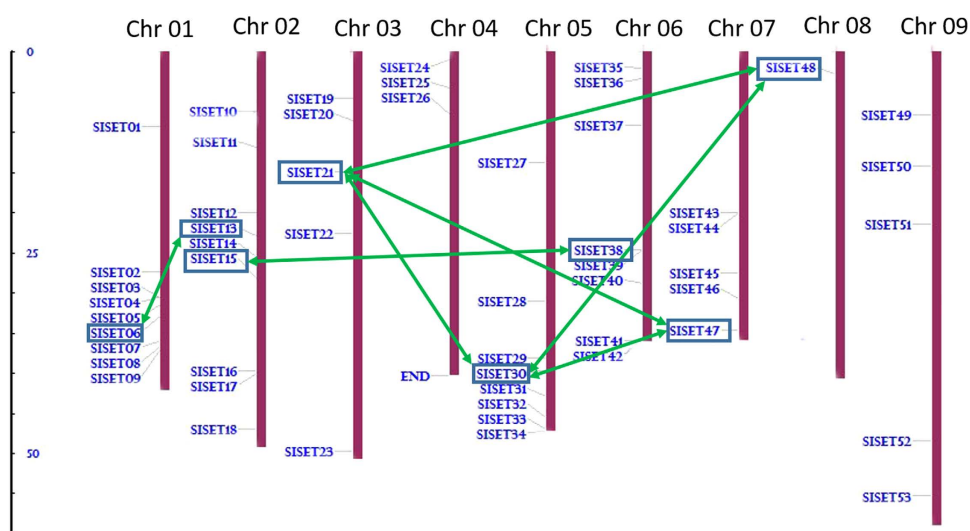 Chr 01 Chr 02 Chr 03 Chr 04 Chr 05 Chr 06 Chr 07 Chr 08 Chr 09
0
25
50
SISET01
SISET02
SISET03
SISET04
SISET05
SISET06
SISET07
SISET08
SISET09
SISET10
SISET11
SISET12
SISET13
SISET14
SISET15
SISET16
SISET17
SISET18
SISET19
SISET20
SISET21
SISET22
SISET23
SISET24
SISET25
SISET26
END
SISET27
SISET28
SISET29
SISET30
SISET31
SISET32
SISET33
SISET34
SISET35
SISET36
SISET37
SISET38
SISET39
SISET40
SISET41
SISET42
SISET43
SISET44
SISET45
SISET46
SISET47
SISET48
SISET49
SISET50
SISET51
SISET52
SISET53